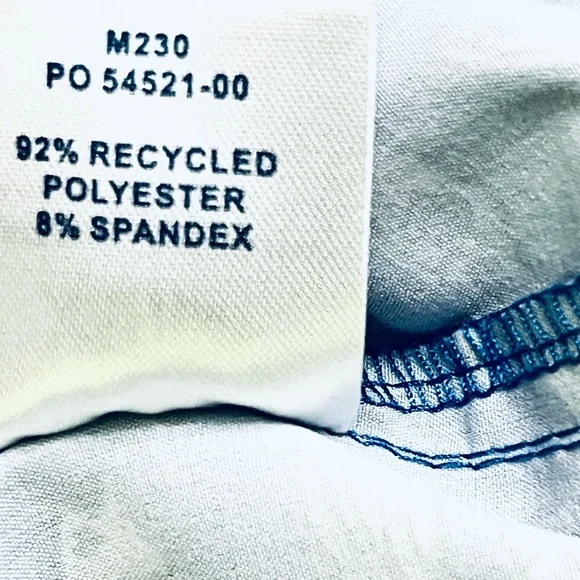 M230
PO 54521-00
92% RECYCLED
POLYESTER
8% SPANDEX